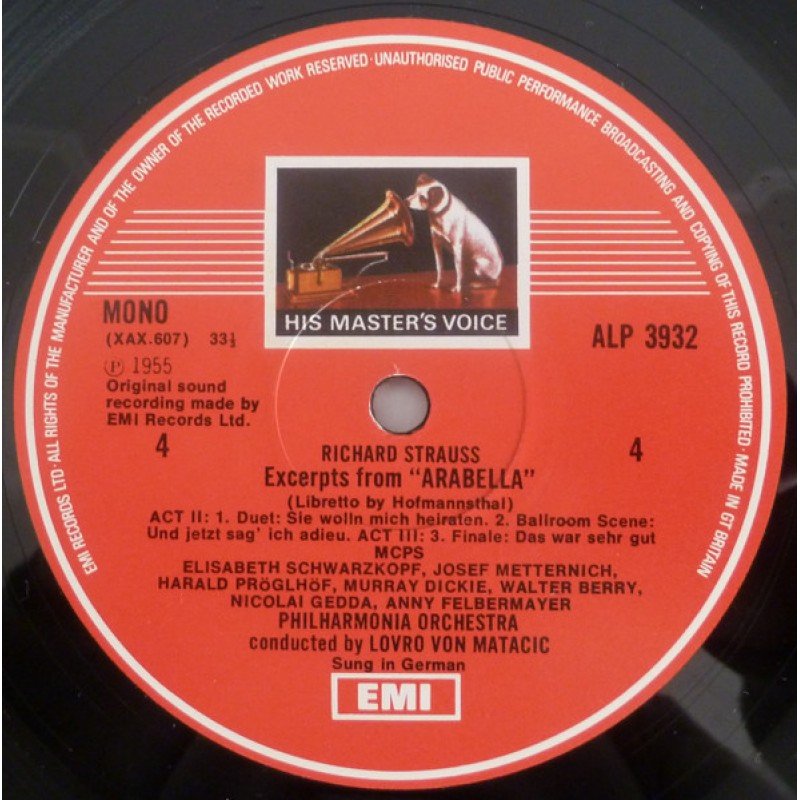 EMI RECORDS LTD·ALL RIGHTS OF THE MANUFACTURER AND OF THE OWNER OF THE RECORDED WORK RESERVED·UNAUTHORISED PUBLIC PERFORMANCE BROADCASTING AND COPYING OF THIS RECORD PROHIBITED MADE IN GT BRITAIN
HIS MASTER'S VOICE
MONO
(XAX.607) 33⅓
ALP 3932
Ⓟ 1955
Original sound
recording made by
EMI Records Ltd.
4
4
RICHARD STRAUSS
Excerpts from "ARABELLA"
(Libretto by Hofmannsthal)
ACT II: 1. Duet: Sie wolln mich heiraten. 2. Ballroom Scene:
Und jetzt sag' ich adieu. ACT III: 3. Finale: Das war sehr gut
MCPS
ELISABETH SCHWARZKOPF, JOSEF METTERNICH,
HARALD PRÖGLHÖF, MURRAY DICKIE, WALTER BERRY,
NICOLAI GEDDA, ANNY FELBERMAYER
PHILHARMONIA ORCHESTRA
conducted by LOVRO VON MATACIC
Sung in German
EMI